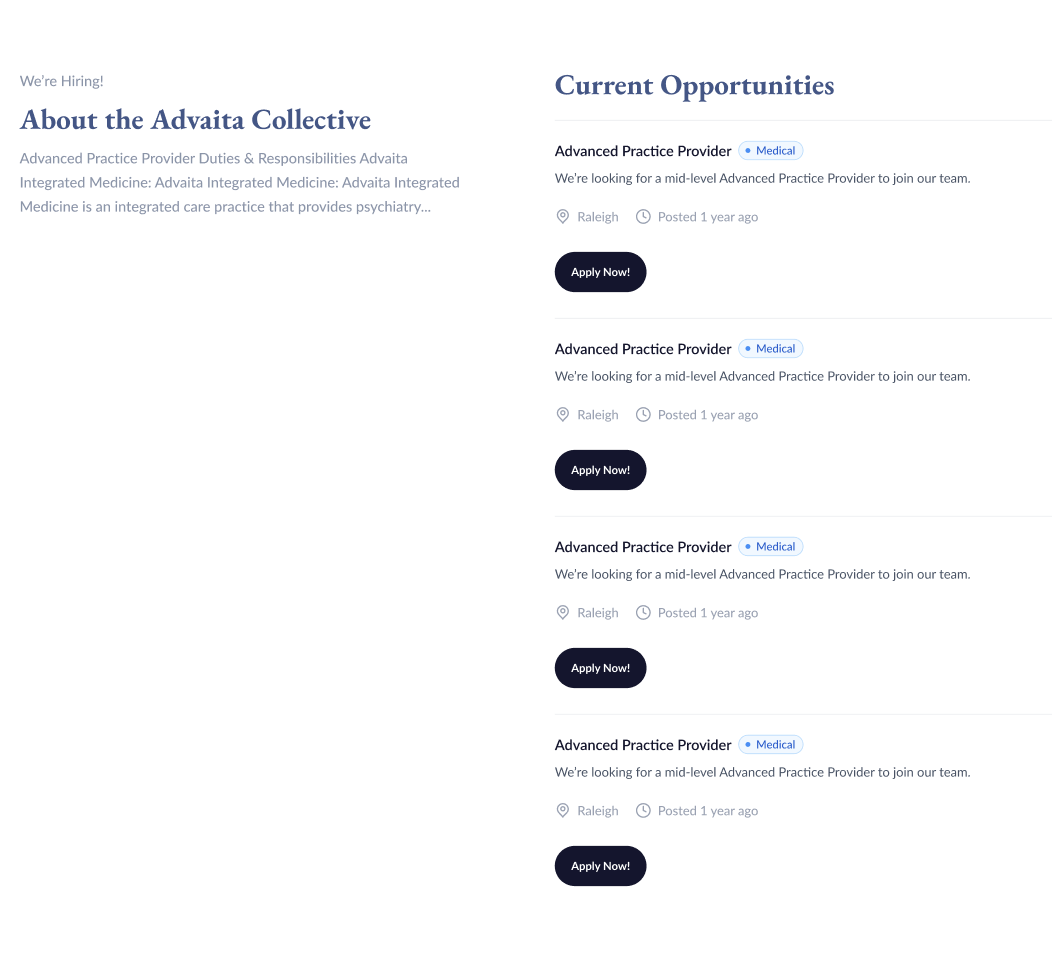 We're Hiring!
About the Advaita Collective
Advanced Practice Provider Duties & Responsibilities Advaita
Integrated Medicine: Advaita Integrated Medicine: Advaita Integrated
Medicine is an integrated care practice that provides psychiatry...
Current Opportunities
Advanced Practice Provider Medical
We're looking for a mid-level Advanced Practice Provider to join our team.
Raleigh Posted 1 year ago
Apply Now!
Advanced Practice Provider Medical
We're looking for a mid-level Advanced Practice Provider to join our team.
Raleigh Posted 1 year ago
Apply Now!
Advanced Practice Provider Medical
We're looking for a mid-level Advanced Practice Provider to join our team.
Raleigh Posted 1 year ago
Apply Now!
Advanced Practice Provider Medical
We're looking for a mid-level Advanced Practice Provider to join our team.
Raleigh Posted 1 year ago
Apply Now!